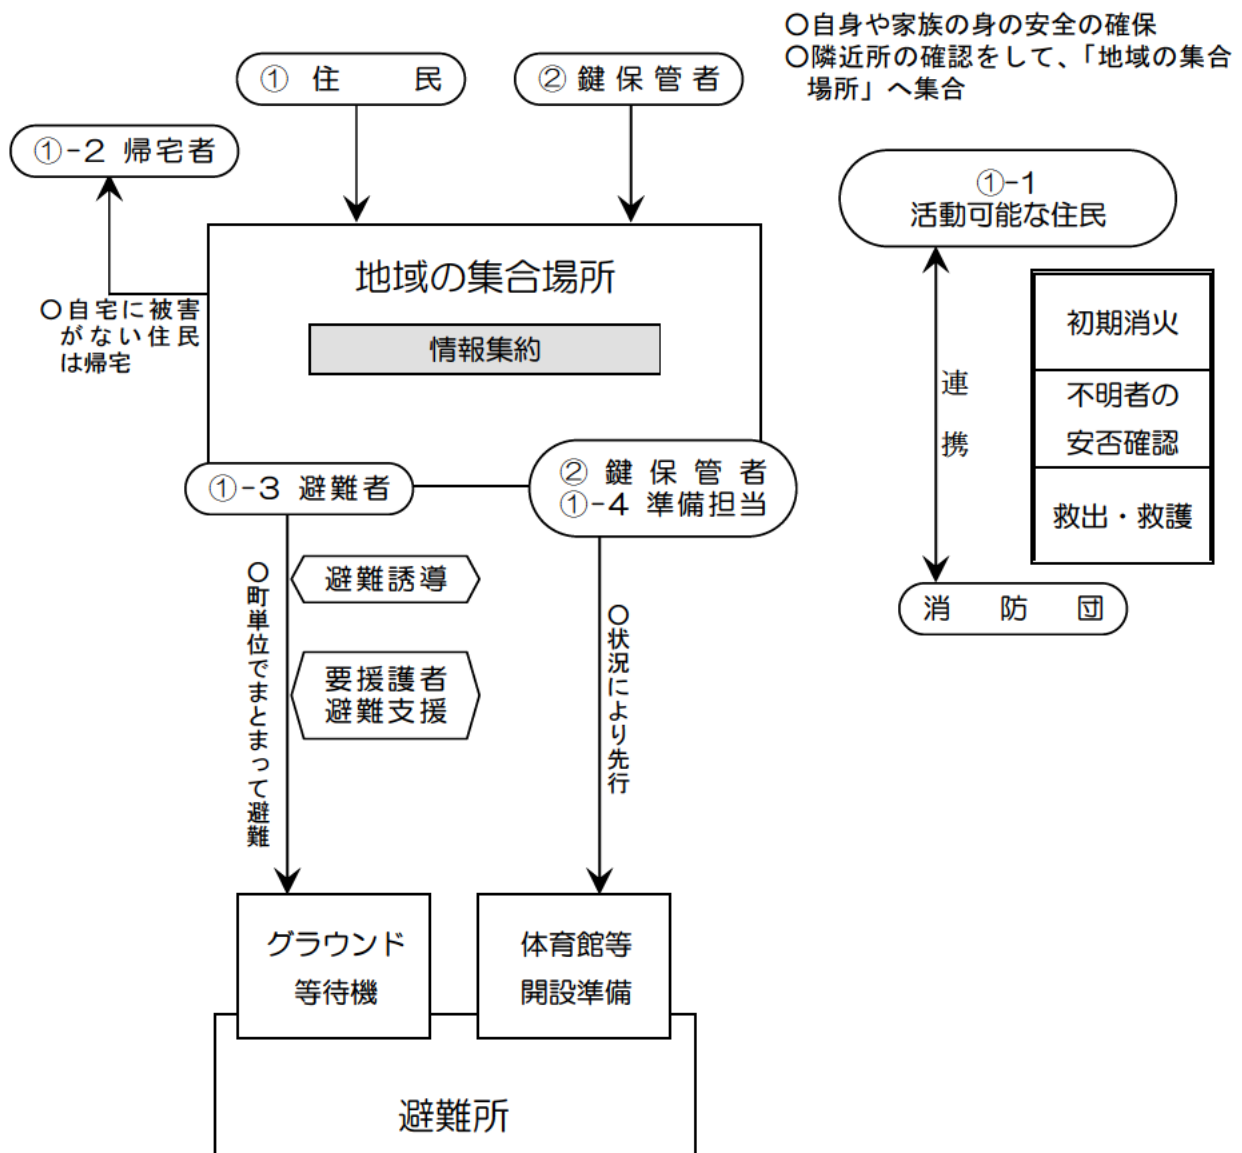 〇自身や家族の身の安全の確保
〇隣近所の確認をして、「地域の集合
場所」へ集合
① 住 民
② 鍵保管者
①-2 帰宅者
①-1
活動可能な住民
地域の集合場所
情報集約
〇自宅に被害
がない住民
は帰宅
初期消火
不明者の
安否確認
救出・救護
連携
①-3 避難者
② 鍵保管者
①-4 準備担当
消防団
避難誘導
要援護者
避難支援
〇町単位でまとまって避難
〇状況により先行
グラウンド
等待機
体育館等
開設準備
避難所